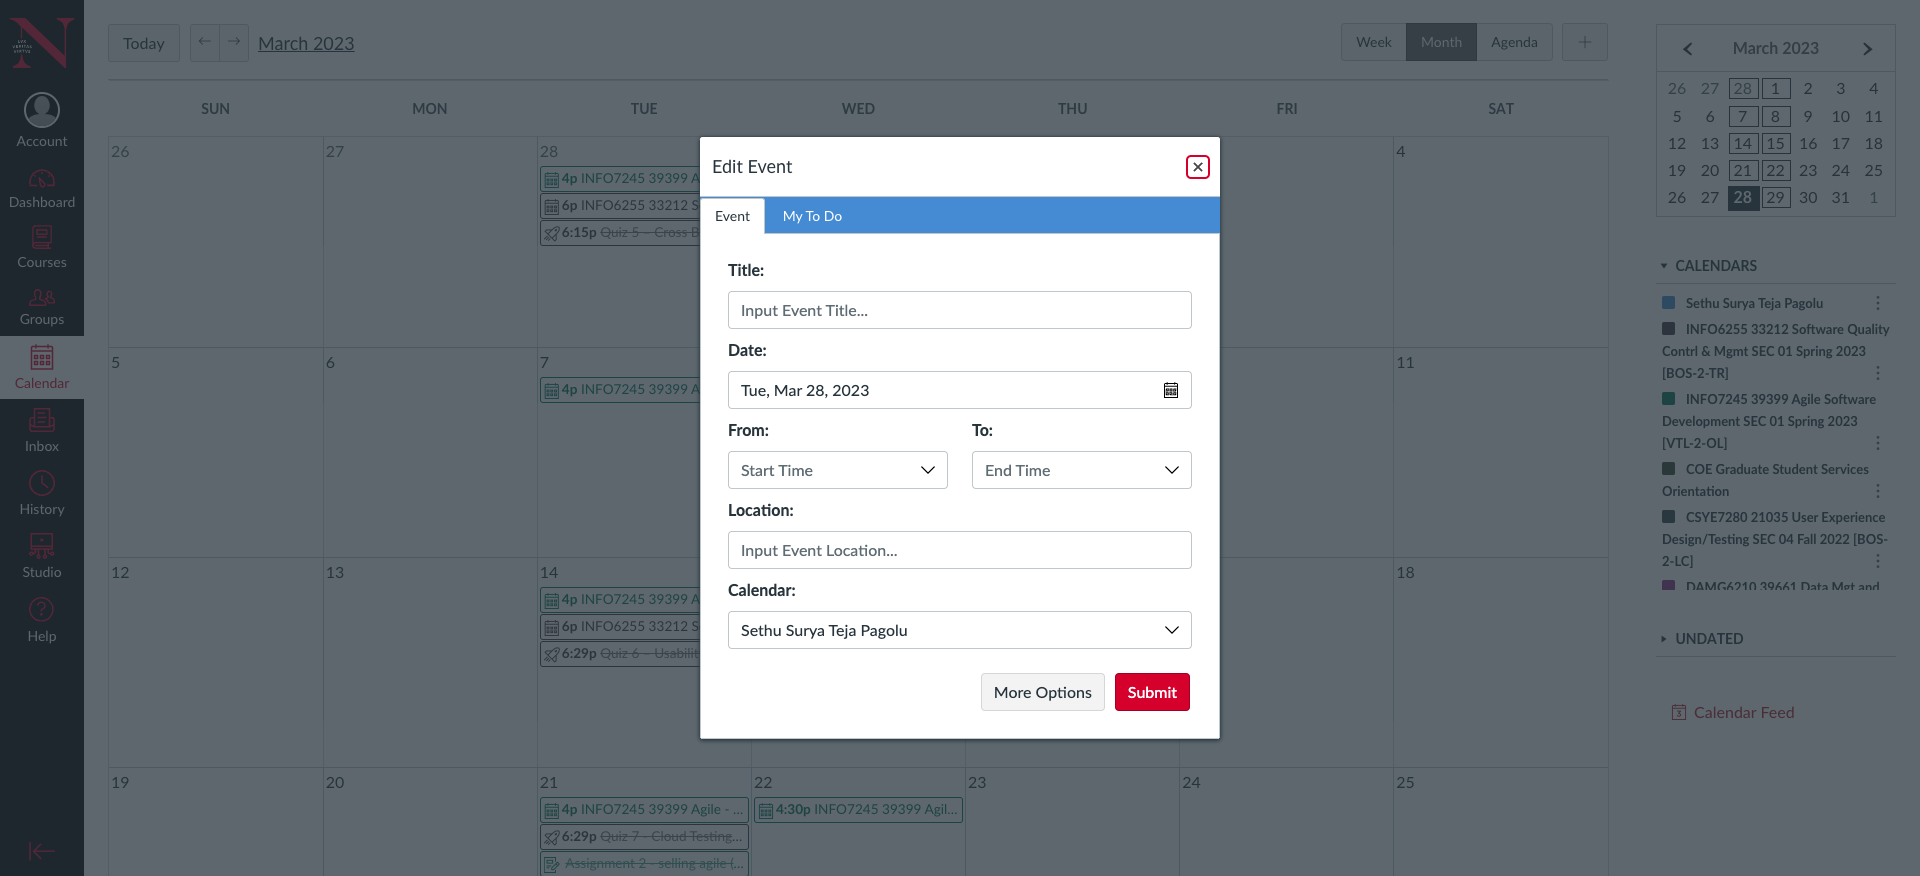 Account
Dashboard
Courses
Groups
Calendar
Inbox
History
Studio
Help
Today
March 2023
Week
Month
Agenda
SUN MON TUE WED THU FRI SAT
26 27 28 4
4p INFO7245 39399 A
6p INFO6255 33212 S
6:15p Quiz 5 - Cross B
5 6 7 11
4p INFO7245 39399 A
12 13 14 18
4p INFO7245 39399 A
6p INFO6255 33212 S
6:29p Quiz 6 - Usabilit
19 20 21 22 23 24 25
4p INFO7245 39399 Agile - ...
4:30p INFO7245 39399 Agil...
6:29p Quiz 7 - Cloud Testing...
Assignment 2 - selling agile (...
Edit Event
Event
My To Do
Title:
Input Event Title...
Date:
Tue, Mar 28, 2023
From: To:
Start Time End Time
Location:
Input Event Location...
Calendar:
Sethu Surya Teja Pagolu
More Options
Submit
March 2023
26 27 28 1 2 3 4
5 6 7 8 9 10 11
12 13 14 15 16 17 18
19 20 21 22 23 24 25
26 27 28 29 30 31 1
CALENDARS
Sethu Surya Teja Pagolu
INFO6255 33212 Software Quality
Contrl & Mgmt SEC 01 Spring 2023
[BOS-2-TR]
INFO7245 39399 Agile Software
Development SEC 01 Spring 2023
[VTL-2-OL]
COE Graduate Student Services
Orientation
CSYE7280 21035 User Experience
Design/Testing SEC 04 Fall 2022 [BOS-
2-LC]
DAMG6210 39661 Data Mgt and
UNDATED
Calendar Feed